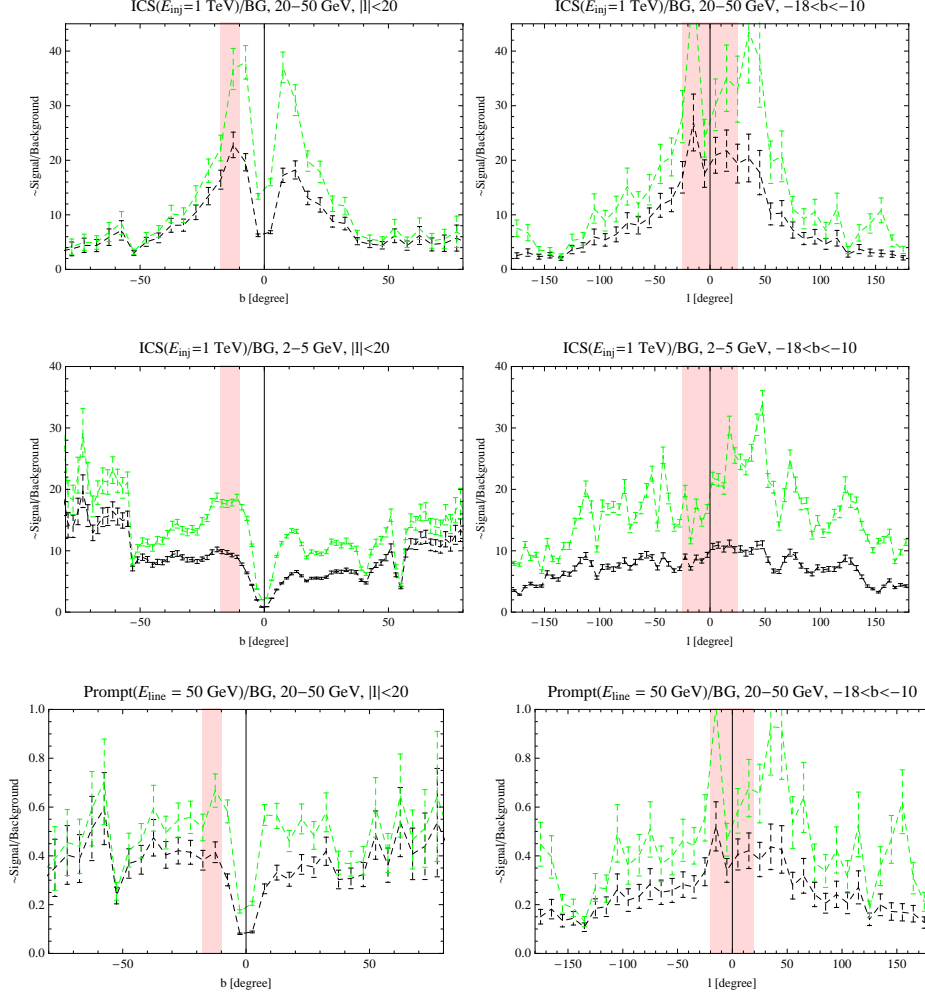 ICS(E_inj=1 TeV)/BG, 20−50 GeV, |l|<20
~Signal/Background
40
30
20
10
0
−50 0 50
b [degree]
ICS(E_inj=1 TeV)/BG, 20−50 GeV, −18<b<−10
~Signal/Background
40
30
20
10
0
−150 −100 −50 0 50 100 150
l [degree]
ICS(E_inj=1 TeV)/BG, 2−5 GeV, |l|<20
~Signal/Background
40
30
20
10
0
−50 0 50
b [degree]
ICS(E_inj=1 TeV)/BG, 2−5 GeV, −18<b<−10
~Signal/Background
40
30
20
10
0
−150 −100 −50 0 50 100 150
l [degree]
Prompt(E_line = 50 GeV)/BG, 20−50 GeV, |l|<20
~Signal/Background
1.0
0.8
0.6
0.4
0.2
0.0
−50 0 50
b [degree]
Prompt(E_line = 50 GeV)/BG, 20−50 GeV, −18<b<−10
~Signal/Background
1.0
0.8
0.6
0.4
0.2
0.0
−150 −100 −50 0 50 100 150
l [degree]